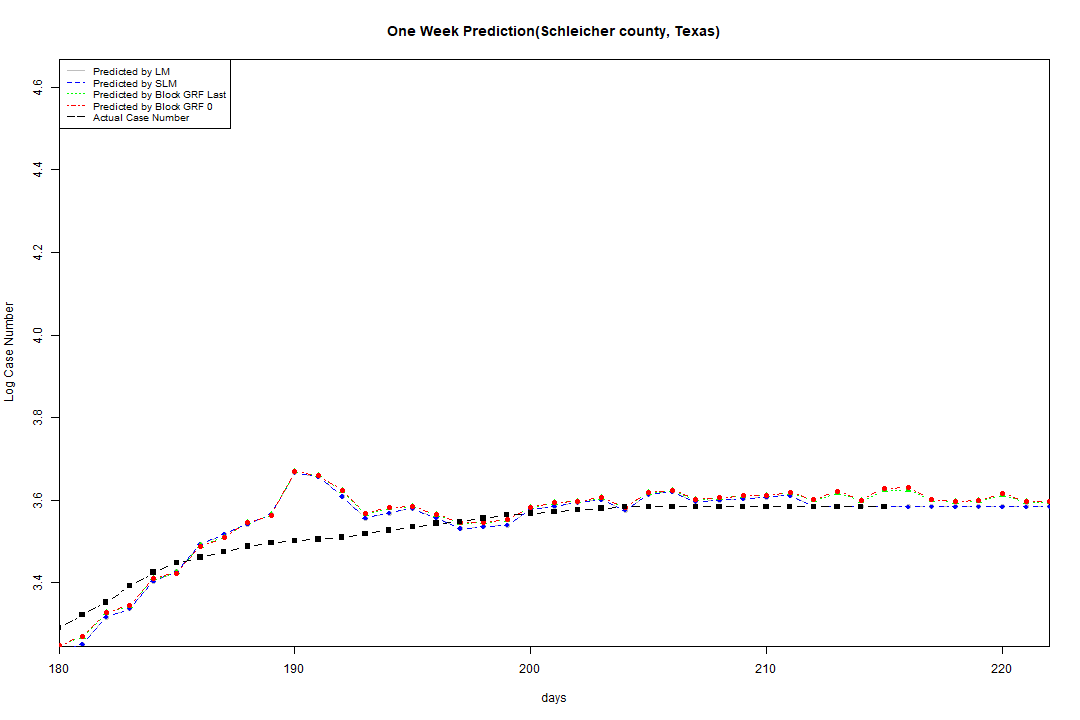 One Week Prediction(Schleicher county, Texas)
Predicted by LM
Predicted by SLM
Predicted by Block GRF Last
Predicted by Block GRF 0
Actual Case Number
4.6
4.4
4.2
4.0
3.8
3.6
3.4
Log Case Number
180 190 200 210 220
days